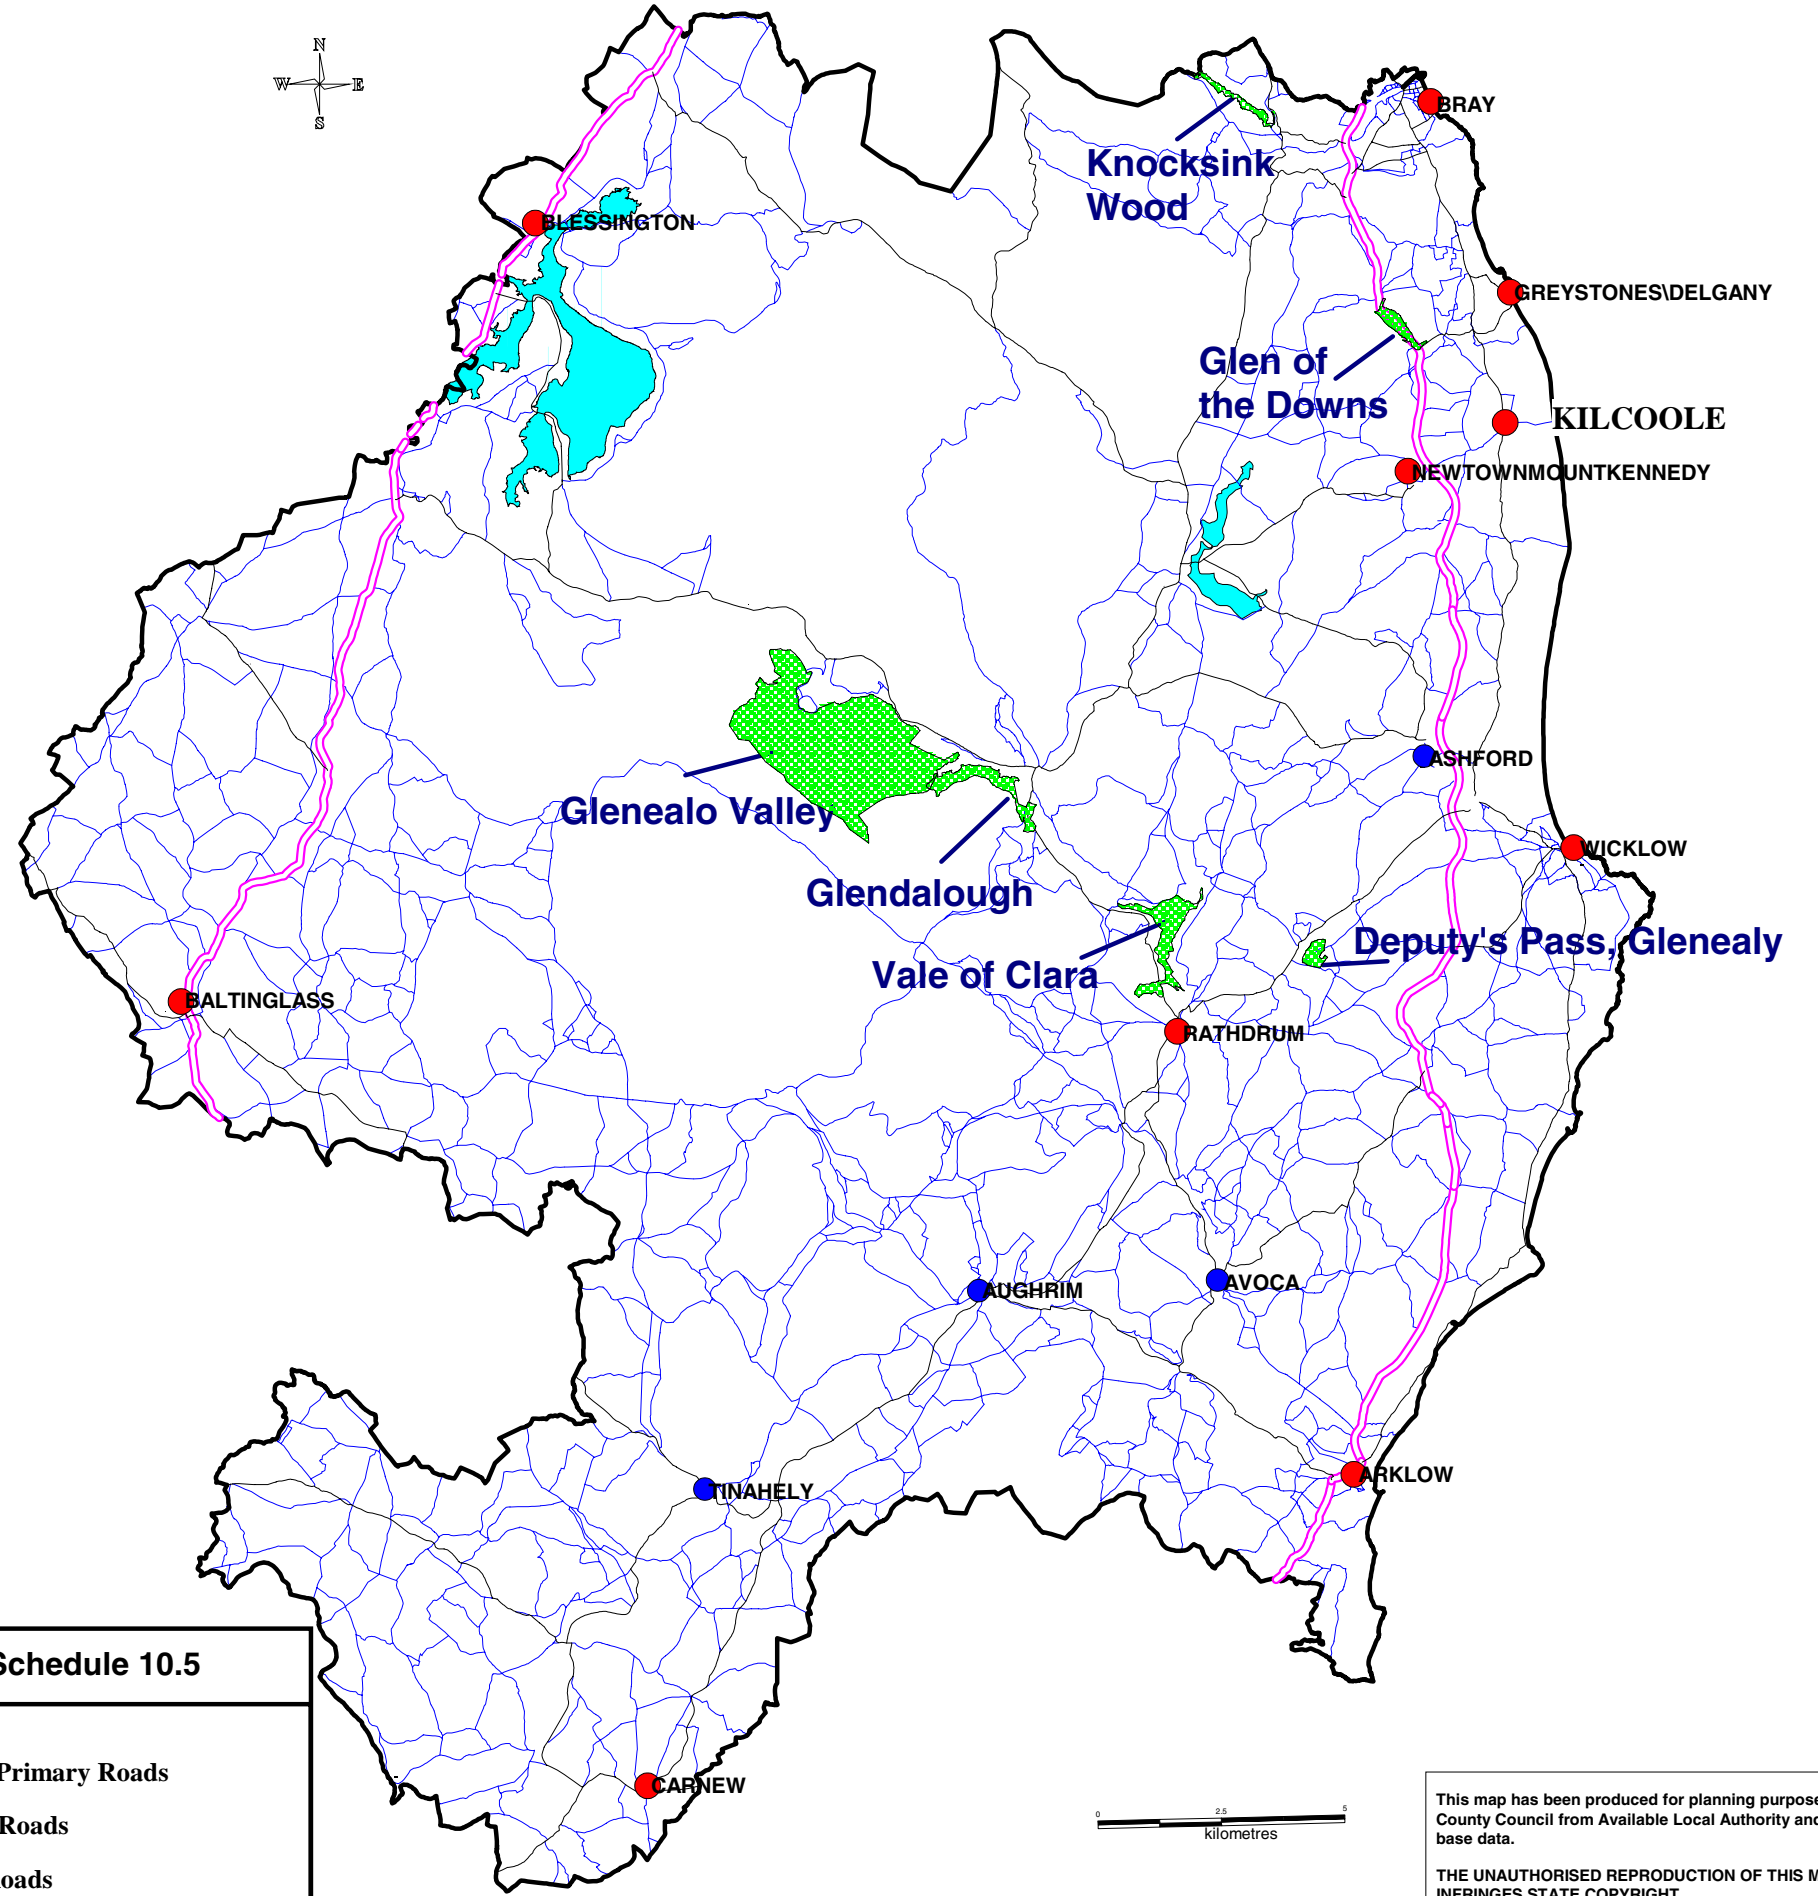 N
W E
S
BRAY
Knocksink
Wood
BLESSINGTON
GREYSTONES\DELGANY
Glen of
the Downs
KILCOOLE
NEWTOWNMOUNTKENNEDY
ASHFORD
Glenealo Valley
WICKLOW
Glendalough
Deputy's Pass, Glenealy
Vale of Clara
BALTINGLASS
RATHDRUM
AVOCA
AUGHRIM
ARKLOW
TINAHELY
Schedule 10.5
Primary Roads
Roads
oads
CARNEW
0 2.5 5
kilometres
This map has been produced for planning purpose
County Council from Available Local Authority and
base data.
THE UNAUTHORISED REPRODUCTION OF THIS M
INFRINGES STATE COPYRIGHT